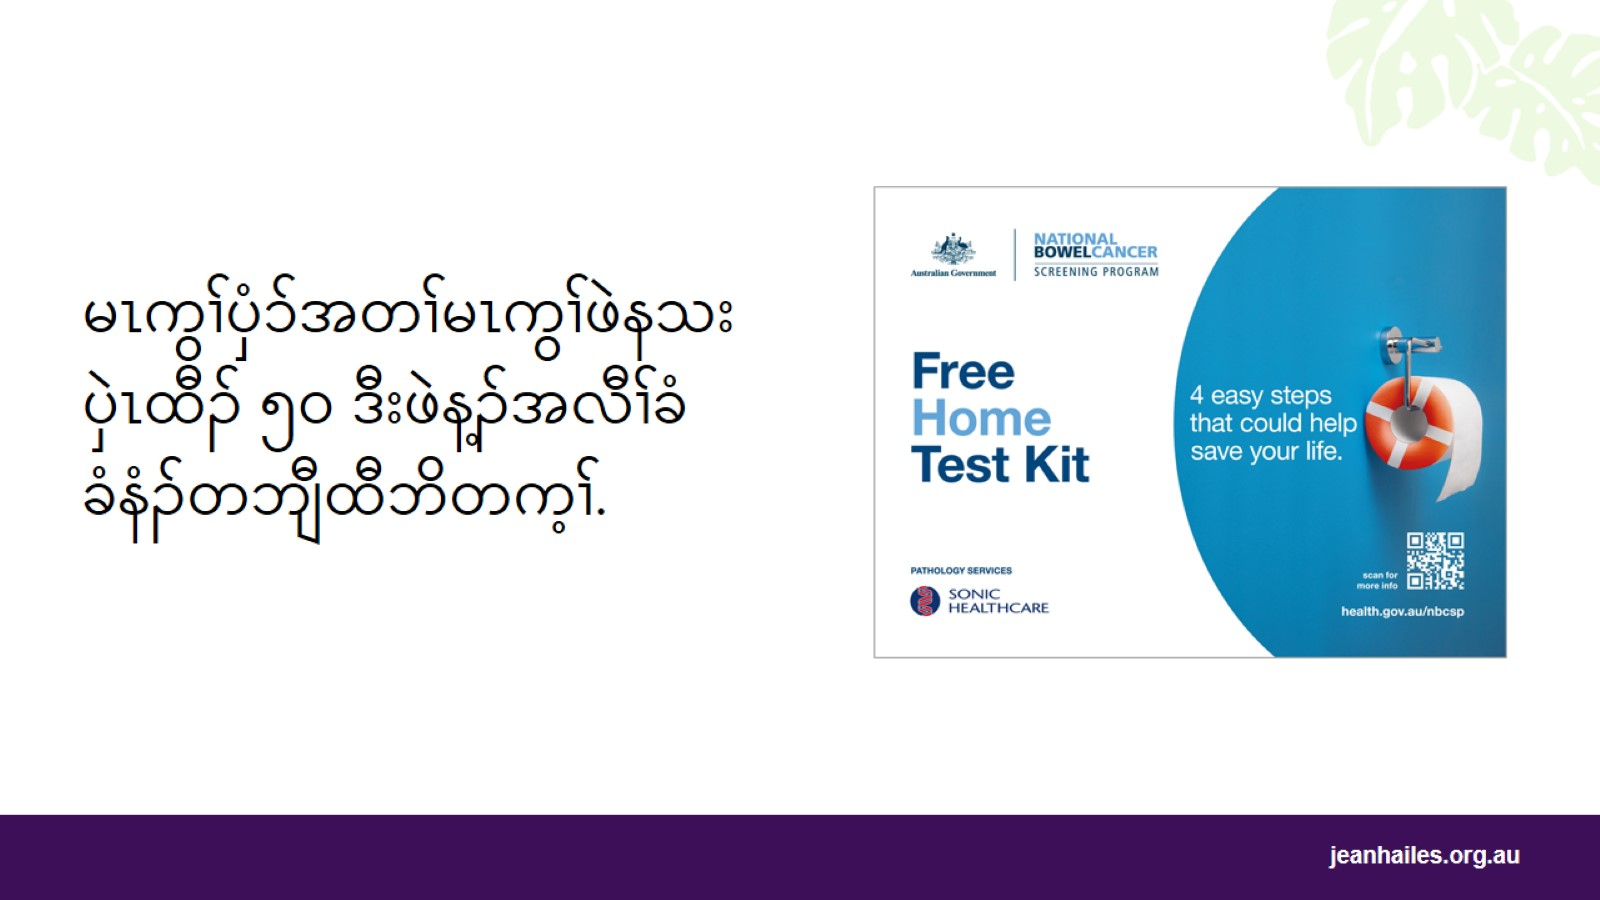 မၤကွၢ်ပှံာ်အတၢ်မၤကွၢ်ဖဲနသး
ပှဲၤထီၣ် ၅၀ ဒီးဖဲန့ၣ်အလီၢ်ခံ
ခံနံၣ်တဘျီထီဘိတက့ၢ်.
Australian Government
NATIONAL
BOWELCANCER
SCREENING PROGRAM
Free
Home
Test Kit
4 easy steps
that could help
save your life.
PATHOLOGY SERVICES
SONIC
HEALTHCARE
scan for
more info
health.gov.au/nbcsp
jeanhailes.org.au